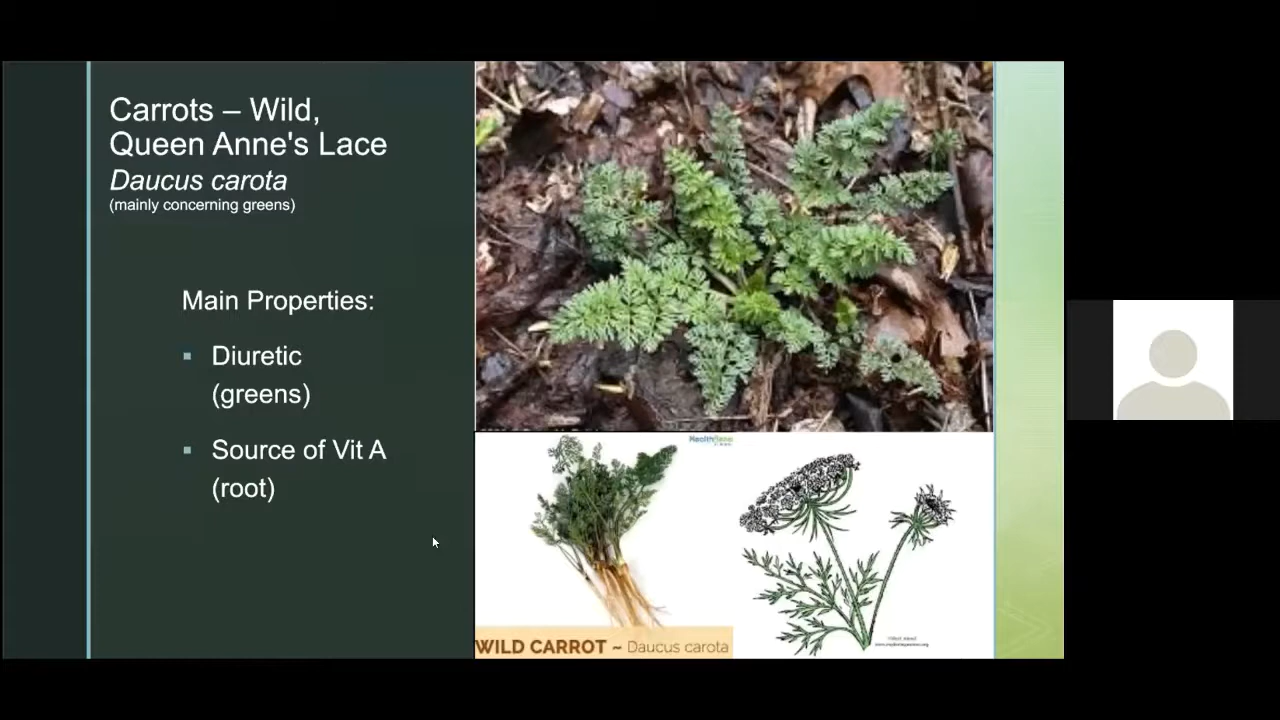 Carrots – Wild,
Queen Anne's Lace
Daucus carota
(mainly concerning greens)
Main Properties:
▪ Diuretic
(greens)
▪ Source of Vit A
(root)
WILD CARROT ~ Daucus carota